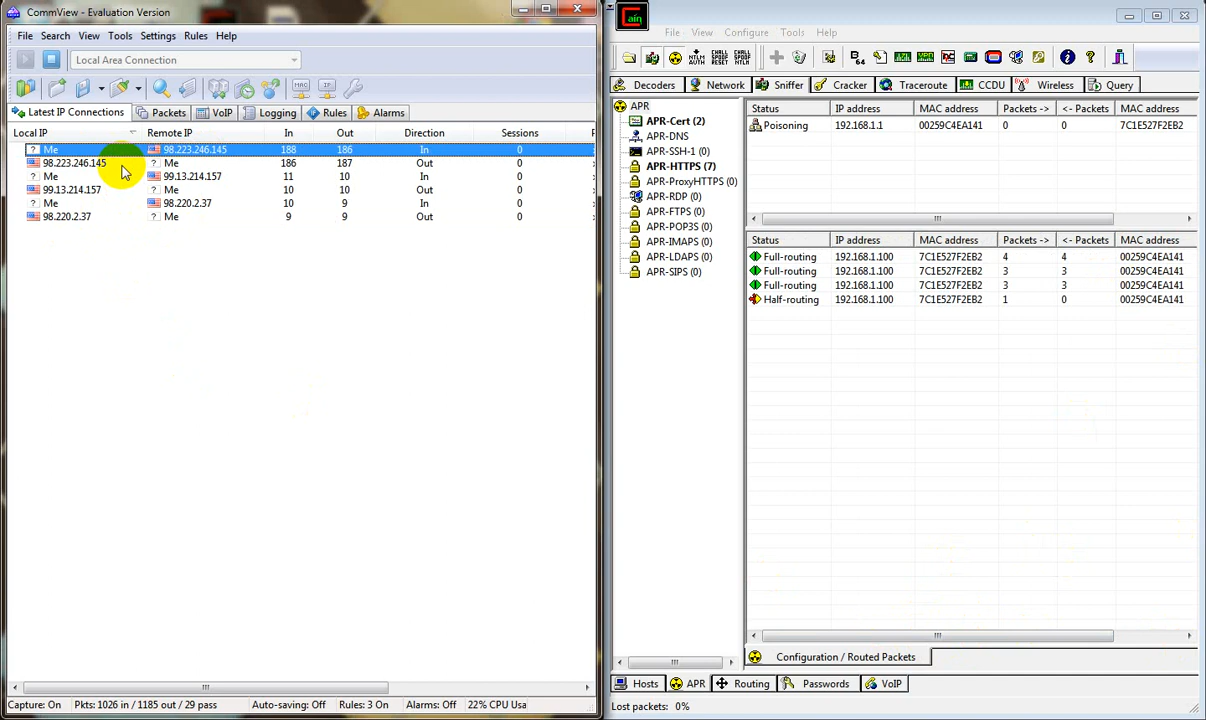 CommView - Evaluation Version
File Search View Tools Settings Rules Help
Local Area Connection
Latest IP Connections Packets VoIP Logging Rules Alarms
Local IP Remote IP In Out Direction Sessions
? Me 98.223.246.145 188 186 In 0
98.223.246.145 ? Me 186 187 Out 0
? Me 99.13.214.157 11 10 In 0
99.13.214.157 ? Me 10 10 Out 0
? Me 98.220.2.37 10 9 In 0
98.220.2.37 ? Me 9 9 Out 0
Capture: On Pkts: 1026 in / 1185 out / 29 pass Auto-saving: Off Rules: 3 On Alarms: Off 22% CPU Usa
ain
File View Configure Tools Help
NTLM AUTH CHALL SPOOF RESET CHALL SPOOF NTLM B 64
Decoders Network Sniffer Cracker Traceroute CCDU Wireless Query
APR
APR-Cert (2)
APR-DNS
APR-SSH-1 (0)
APR-HTTPS (7)
APR-ProxyHTTPS (0)
APR-RDP (0)
APR-FTPS (0)
APR-POP3S (0)
APR-IMAPS (0)
APR-LDAPS (0)
APR-SIPS (0)
Status IP address MAC address Packets -> <- Packets MAC address
Poisoning 192.168.1.1 00259C4EA141 0 0 7C1E527F2EB2
Status IP address MAC address Packets -> <- Packets MAC address
Full-routing 192.168.1.100 7C1E527F2EB2 4 4 00259C4EA141
Full-routing 192.168.1.100 7C1E527F2EB2 3 3 00259C4EA141
Full-routing 192.168.1.100 7C1E527F2EB2 3 3 00259C4EA141
Half-routing 192.168.1.100 7C1E527F2EB2 1 0 00259C4EA141
Configuration / Routed Packets
Hosts APR Routing Passwords VoIP
Lost packets: 0%